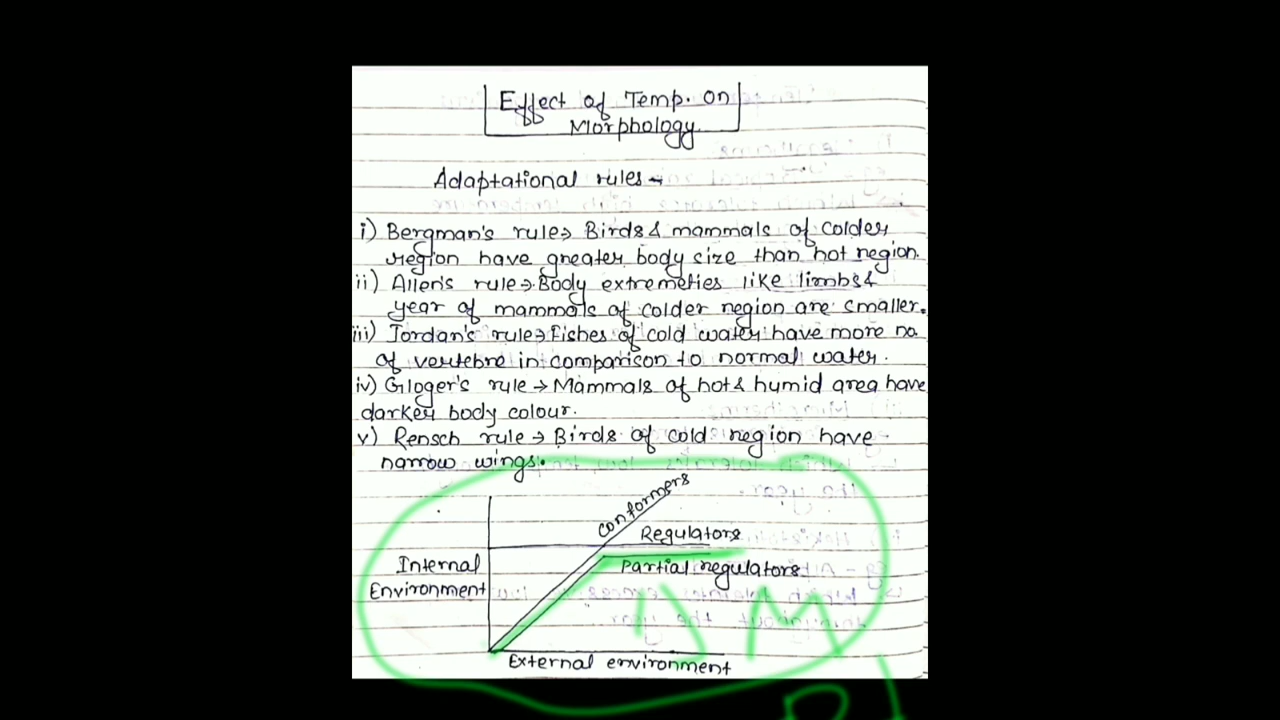 Effect of Temp. on
Morphology
Adaptational rules →
i) Bergman's rule → Birds & mammals of colder
region have greater body size than hot region.
ii) Allen's rule → Body extremeties like limbs &
year of mammals of colder region are smaller.
iii) Jordan's rule → Fishes of cold water have more no.
of vertebre in comparison to normal water.
iv) Gloger's rule → Mammals of hot & humid area have
darker body colour.
v) Rensch rule → Birds of cold region have
narrow wings.
conformers
Regulators
Partial regulators
Internal
Environment
External environment